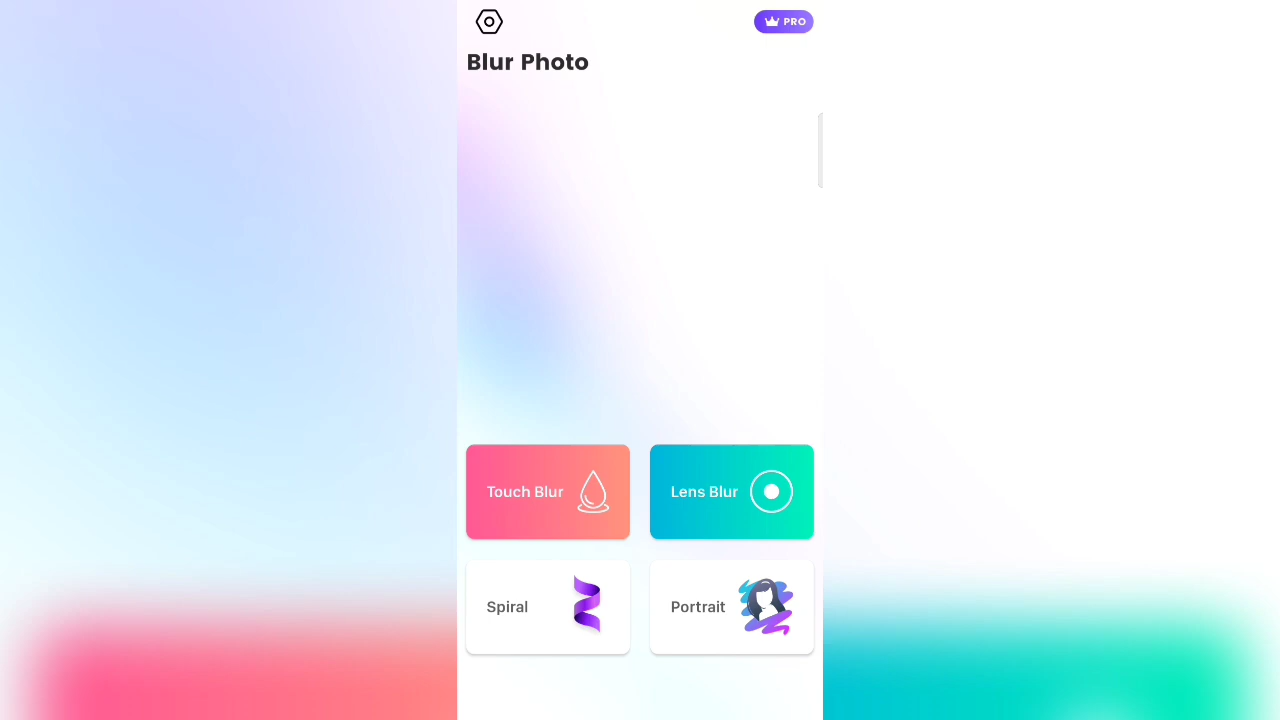 PRO
Blur Photo
Touch Blur
Lens Blur
Spiral
Portrait